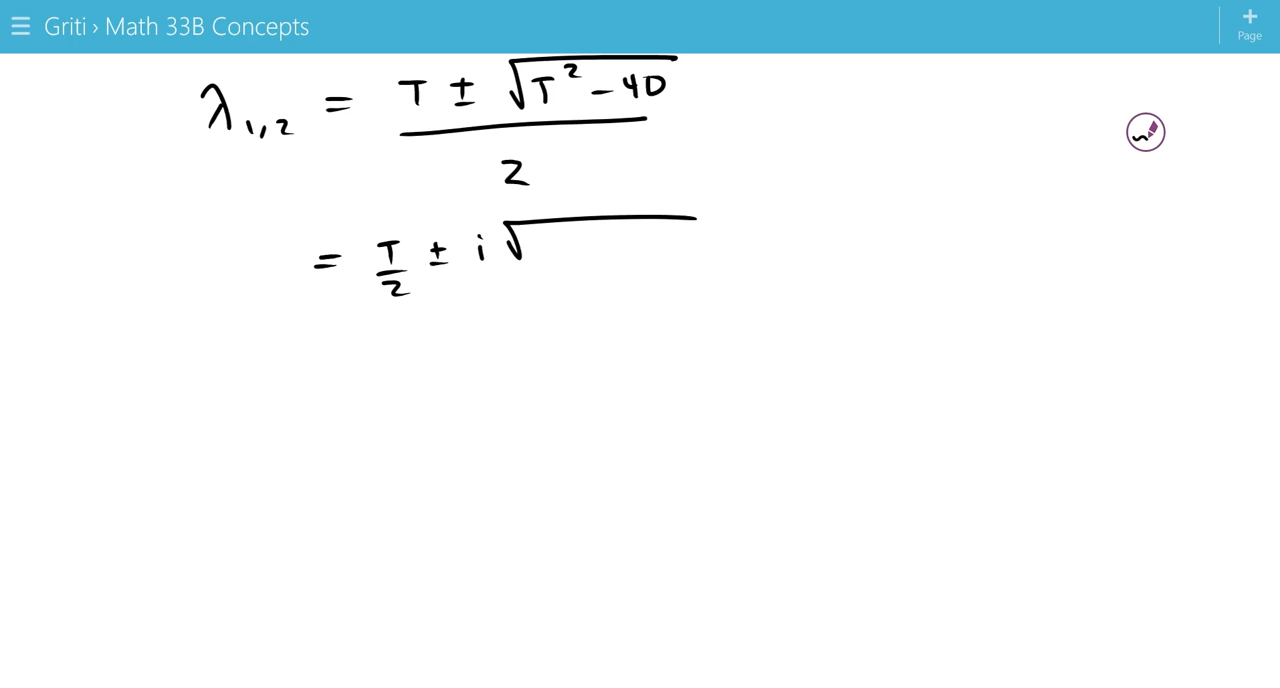 Griti › Math 33B Concepts
Page
λ₁,₂ = (T ± √(T² - 4D)) / 2
= T/2 ± i√